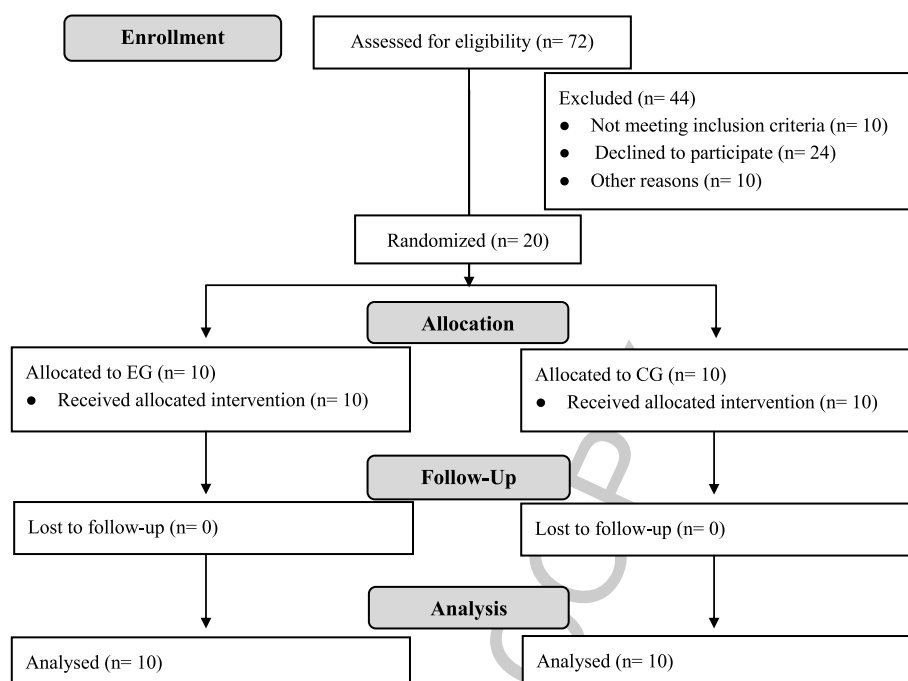 Enrollment
Assessed for eligibility (n= 72)
Excluded (n= 44)
● Not meeting inclusion criteria (n= 10)
● Declined to participate (n= 24)
● Other reasons (n= 10)
Randomized (n= 20)
Allocation
Allocated to EG (n= 10)
● Received allocated intervention (n= 10)
Allocated to CG (n= 10)
● Received allocated intervention (n= 10)
Follow-Up
Lost to follow-up (n= 0)
Lost to follow-up (n= 0)
Analysis
Analysed (n= 10)
Analysed (n= 10)